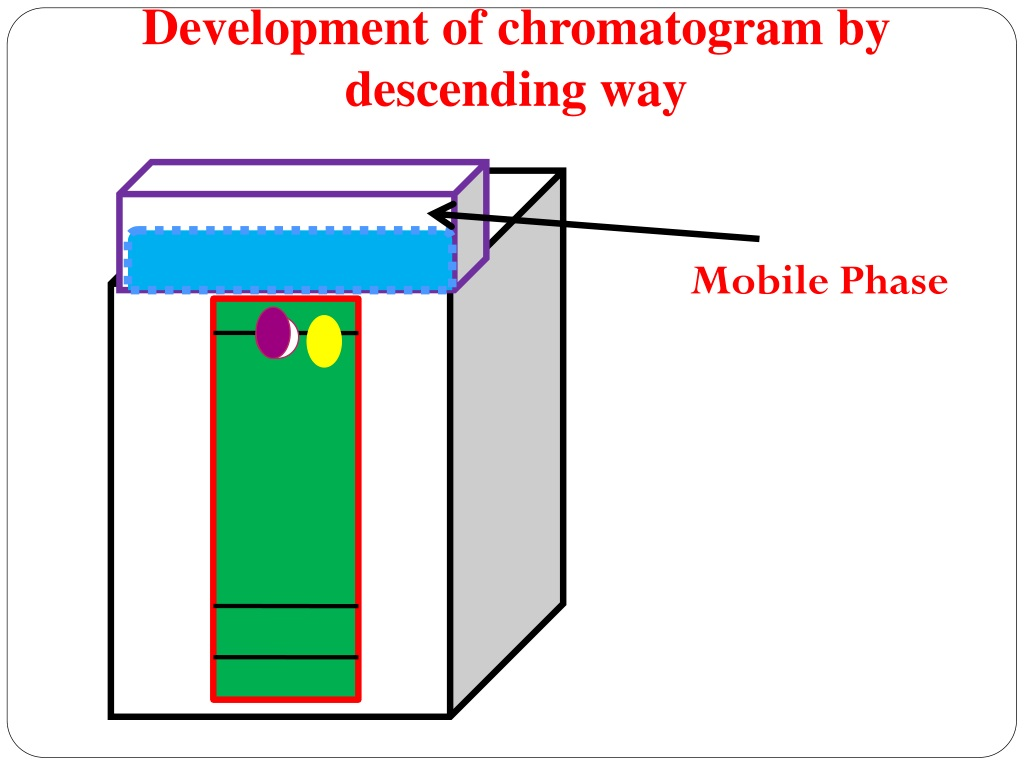 Development of chromatogram by
descending way
Mobile Phase